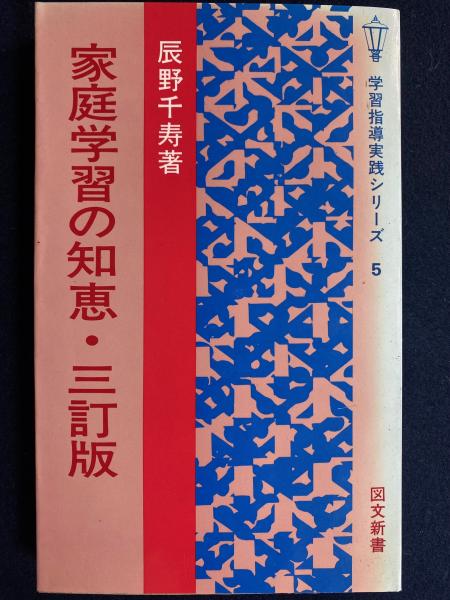 学習指導実践シリーズ 5
辰野千寿著
家庭学習の知恵・三訂版
図文新書